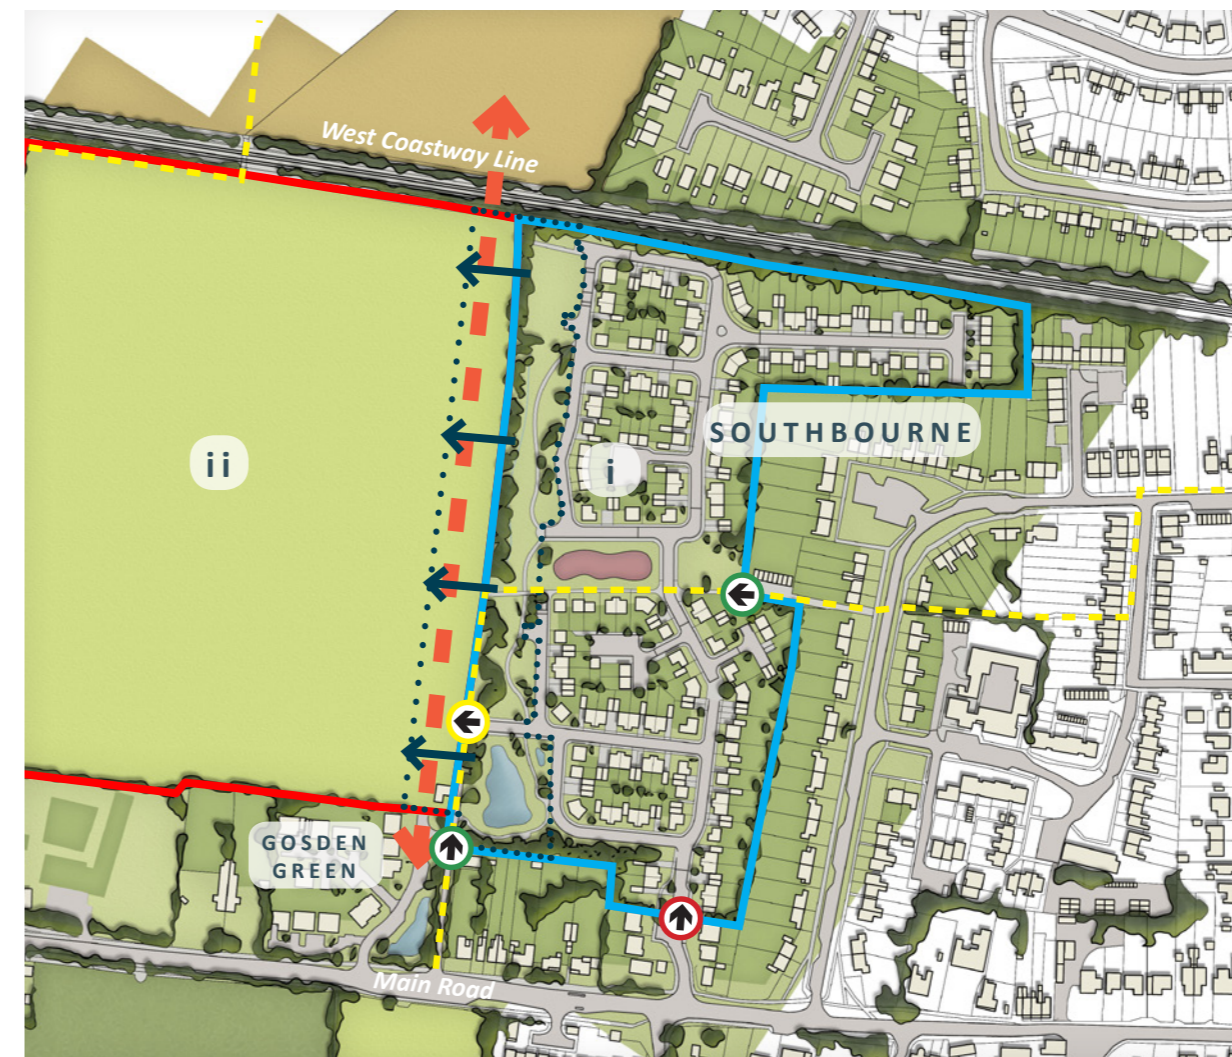 West Coastway Line
SOUTHBOURNE
ii
i
GOSDEN
GREEN
Main Road